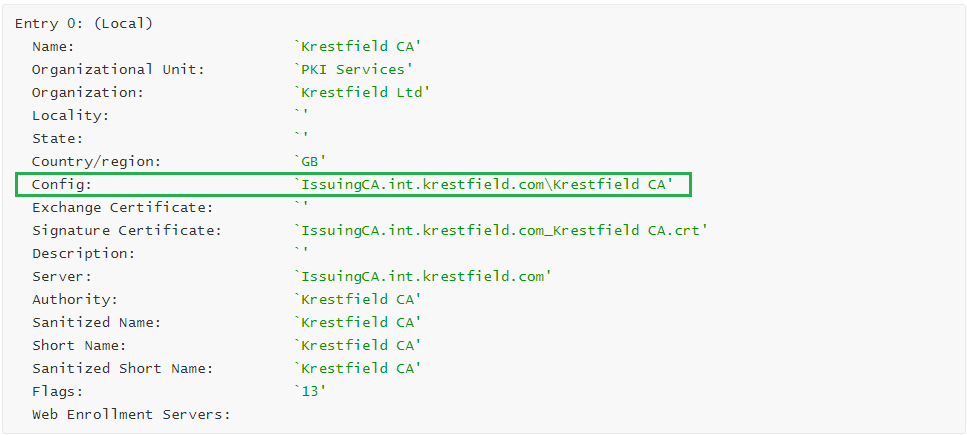 Entry 0: (Local)
Name: `Krestfield CA'
Organizational Unit: `PKI Services'
Organization: `Krestfield Ltd'
Locality: `'
State: `'
Country/region: `GB'
Config: `IssuingCA.int.krestfield.com\Krestfield CA'
Exchange Certificate: `'
Signature Certificate: `IssuingCA.int.krestfield.com_Krestfield CA.crt'
Description: `'
Server: `IssuingCA.int.krestfield.com'
Authority: `Krestfield CA'
Sanitized Name: `Krestfield CA'
Short Name: `Krestfield CA'
Sanitized Short Name: `Krestfield CA'
Flags: `13'
Web Enrollment Servers: